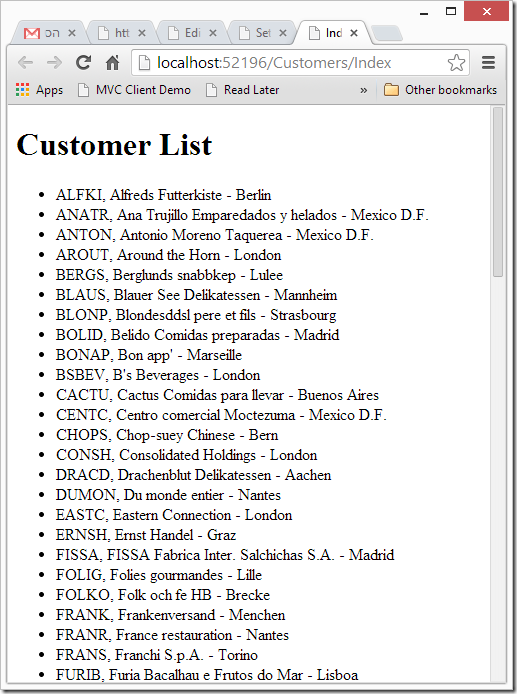 הס
htt
Edi
Set
Ind
localhost:52196/Customers/Index
Apps MVC Client Demo Read Later » Other bookmarks
Customer List
• ALFKI, Alfreds Futterkiste - Berlin
• ANATR, Ana Trujillo Emparedados y helados - Mexico D.F.
• ANTON, Antonio Moreno Taquerea - Mexico D.F.
• AROUT, Around the Horn - London
• BERGS, Berglunds snabbkep - Lulee
• BLAUS, Blauer See Delikatessen - Mannheim
• BLONP, Blondesddsl pere et fils - Strasbourg
• BOLID, Belido Comidas preparadas - Madrid
• BONAP, Bon app' - Marseille
• BSBEV, B's Beverages - London
• CACTU, Cactus Comidas para llevar - Buenos Aires
• CENTC, Centro comercial Moctezuma - Mexico D.F.
• CHOPS, Chop-suey Chinese - Bern
• CONSH, Consolidated Holdings - London
• DRACD, Drachenblut Delikatessen - Aachen
• DUMON, Du monde entier - Nantes
• EASTC, Eastern Connection - London
• ERNSH, Ernst Handel - Graz
• FISSA, FISSA Fabrica Inter. Salchichas S.A. - Madrid
• FOLIG, Folies gourmandes - Lille
• FOLKO, Folk och fe HB - Brecke
• FRANK, Frankenversand - Menchen
• FRANR, France restauration - Nantes
• FRANS, Franchi S.p.A. - Torino
• FURIB, Furia Bacalhau e Frutos do Mar - Lisboa